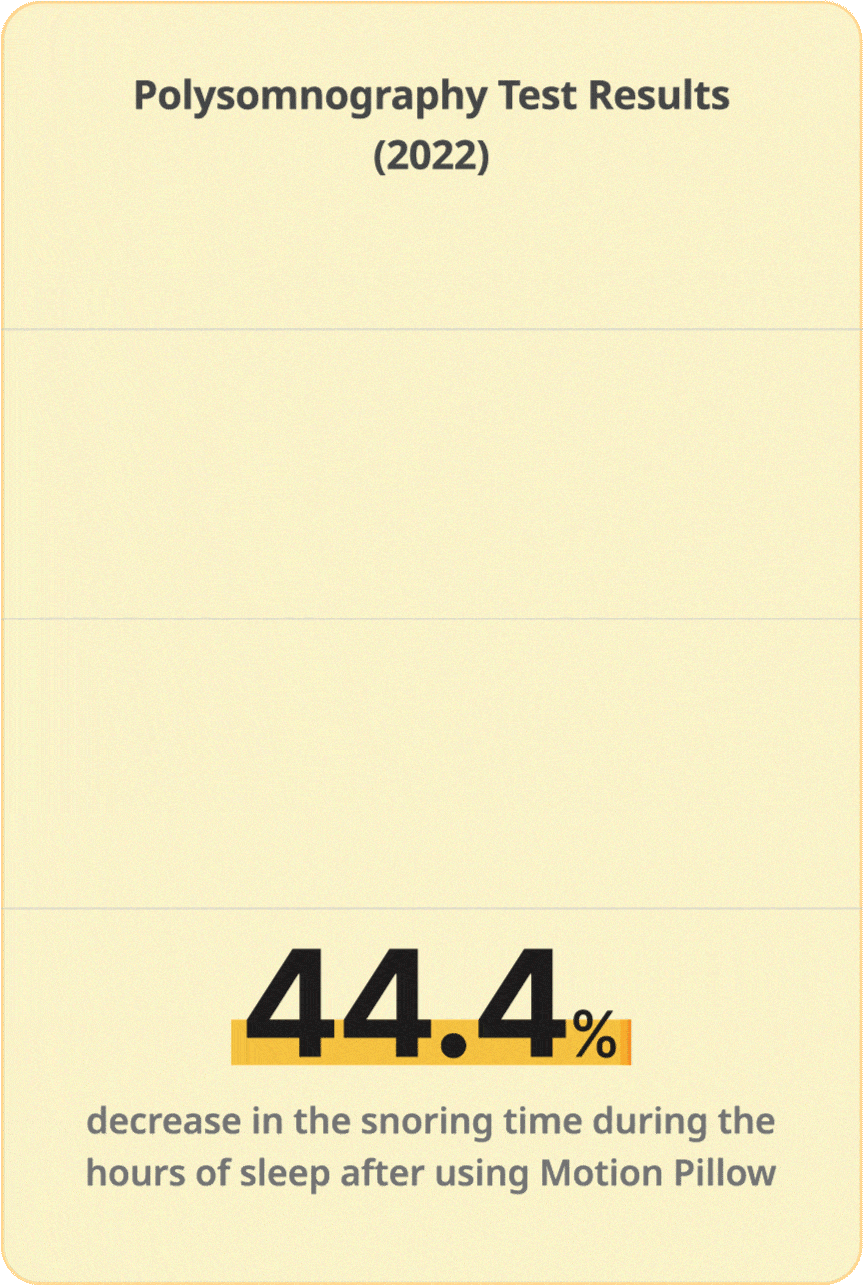 Polysomnography Test Results
(2022)
44.4%
decrease in the snoring time during the
hours of sleep after using Motion Pillow